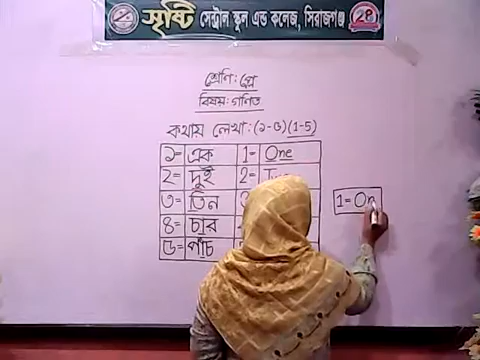 সৃষ্টি সেন্ট্রাল স্কুল এন্ড কলেজ, সিরাজগঞ্জ
শ্রেণি: প্লে
বিষয়: গণিত
কথায় লেখা: (১-৫) (1-5)
১= এক 1= One
২= দুই 2=
৩= তিন
৪= চার
৫= পাঁচ
1= On